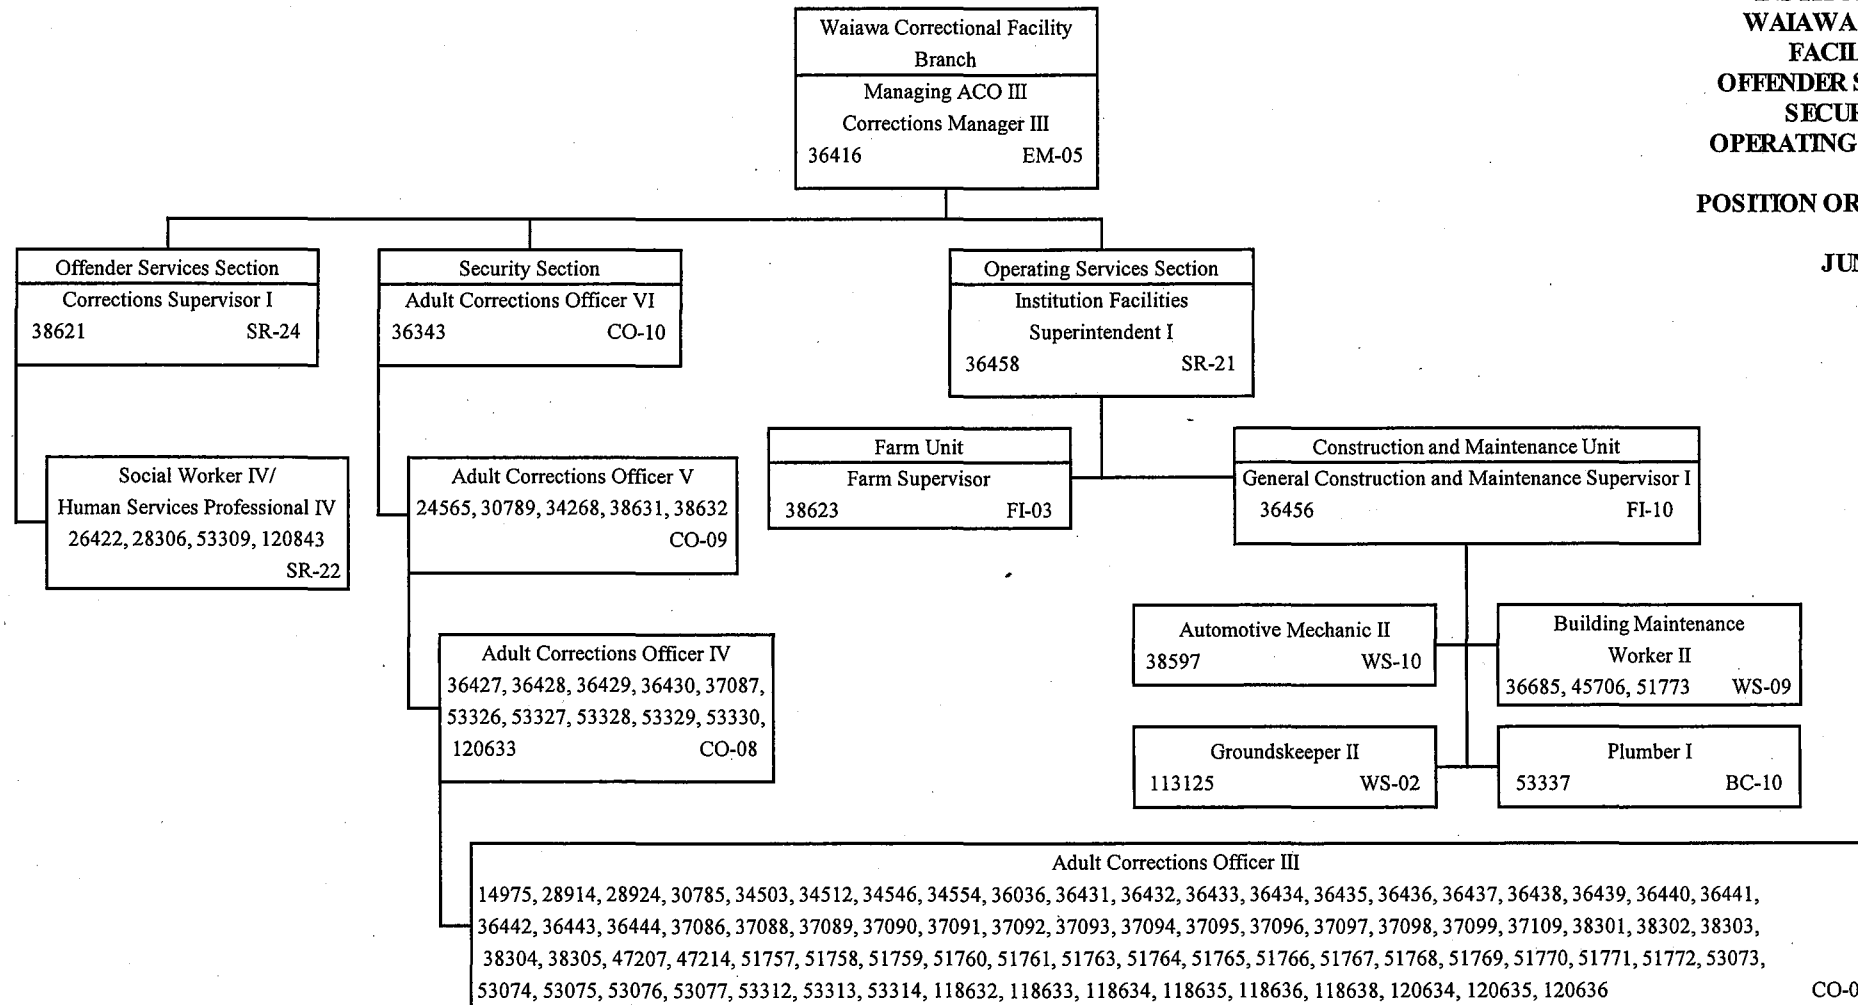 Waiawa Correctional Facility
Branch
Managing ACO III
Corrections Manager III
36416 EM-05
WAIAWA
FACIL
OFFENDER S
SECUR
OPERATING
POSITION OR
JUN
Offender Services Section
Corrections Supervisor I
38621 SR-24
Security Section
Adult Corrections Officer VI
36343 CO-10
Operating Services Section
Institution Facilities
Superintendent I
36458 SR-21
Social Worker IV/
Human Services Professional IV
26422, 28306, 53309, 120843
SR-22
Adult Corrections Officer V
24565, 30789, 34268, 38631, 38632
CO-09
Farm Unit
Farm Supervisor
38623 FI-03
Construction and Maintenance Unit
General Construction and Maintenance Supervisor I
36456 FI-10
Adult Corrections Officer IV
36427, 36428, 36429, 36430, 37087,
53326, 53327, 53328, 53329, 53330,
120633 CO-08
Automotive Mechanic II
38597 WS-10
Building Maintenance
Worker II
36685, 45706, 51773 WS-09
Groundskeeper II
113125 WS-02
Plumber I
53337 BC-10
Adult Corrections Officer III
14975, 28914, 28924, 30785, 34503, 34512, 34546, 34554, 36036, 36431, 36432, 36433, 36434, 36435, 36436, 36437, 36438, 36439, 36440, 36441,
36442, 36443, 36444, 37086, 37088, 37089, 37090, 37091, 37092, 37093, 37094, 37095, 37096, 37097, 37098, 37099, 37109, 38301, 38302, 38303,
38304, 38305, 47207, 47214, 51757, 51758, 51759, 51760, 51761, 51763, 51764, 51765, 51766, 51767, 51768, 51769, 51770, 51771, 51772, 53073,
53074, 53075, 53076, 53077, 53312, 53313, 53314, 118632, 118633, 118634, 118635, 118636, 118638, 120634, 120635, 120636 CO-0